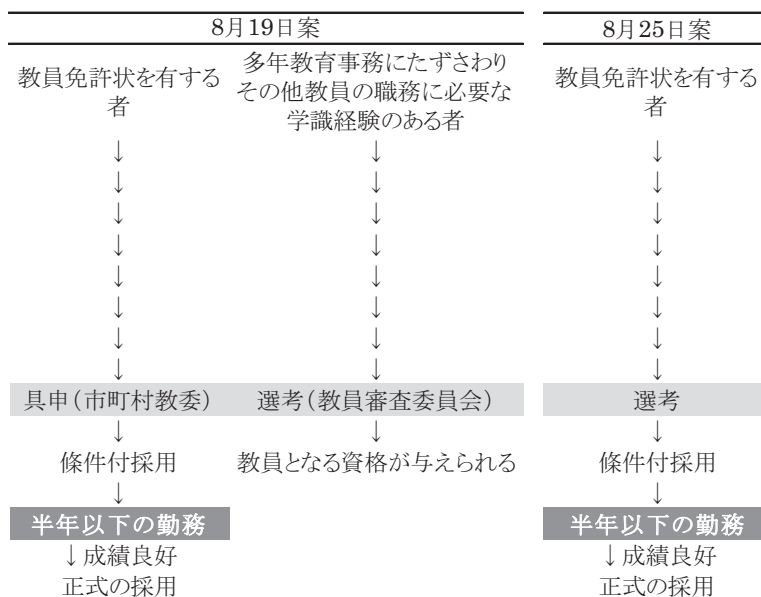 8月19日案
8月25日案
教員免許状を有する
者
多年教育事務にたずさわり
その他教員の職務に必要な
学識経験のある者
教員免許状を有する
者
↓ ↓ ↓
↓ ↓ ↓
↓ ↓ ↓
↓ ↓ ↓
↓ ↓ ↓
↓ ↓ ↓
↓ ↓ ↓
↓ ↓ ↓
具申(市町村教委) 選考(教員審査委員会) 選考
↓ ↓ ↓
條件付採用 教員となる資格が与えられる 條件付採用
↓ ↓
半年以下の勤務 半年以下の勤務
↓成績良好 ↓成績良好
正式の採用 正式の採用